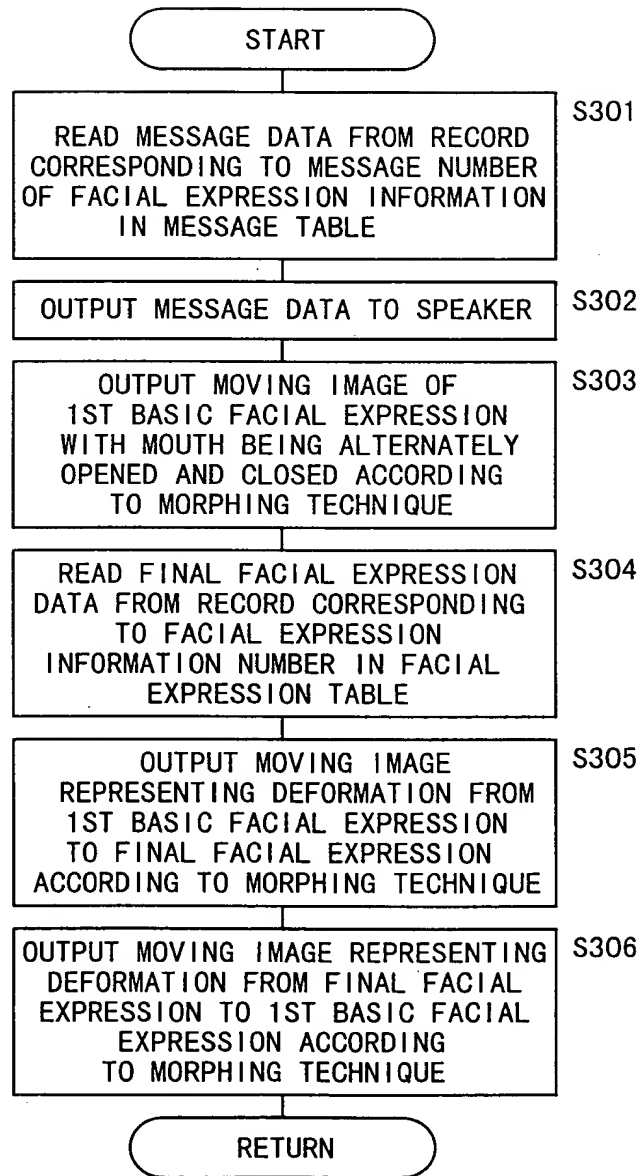 START
S301
READ MESSAGE DATA FROM RECORD
CORRESPONDING TO MESSAGE NUMBER
OF FACIAL EXPRESSION INFORMATION
IN MESSAGE TABLE
S302
OUTPUT MESSAGE DATA TO SPEAKER
S303
OUTPUT MOVING IMAGE OF
1ST BASIC FACIAL EXPRESSION
WITH MOUTH BEING ALTERNATELY
OPENED AND CLOSED ACCORDING
TO MORPHING TECHNIQUE
S304
READ FINAL FACIAL EXPRESSION
DATA FROM RECORD CORRESPONDING
TO FACIAL EXPRESSION
INFORMATION NUMBER IN FACIAL
EXPRESSION TABLE
S305
OUTPUT MOVING IMAGE
REPRESENTING DEFORMATION FROM
1ST BASIC FACIAL EXPRESSION
TO FINAL FACIAL EXPRESSION
ACCORDING TO MORPHING TECHNIQUE
S306
OUTPUT MOVING IMAGE REPRESENTING
DEFORMATION FROM FINAL FACIAL
EXPRESSION TO 1ST BASIC FACIAL
EXPRESSION ACCORDING
TO MORPHING TECHNIQUE
RETURN